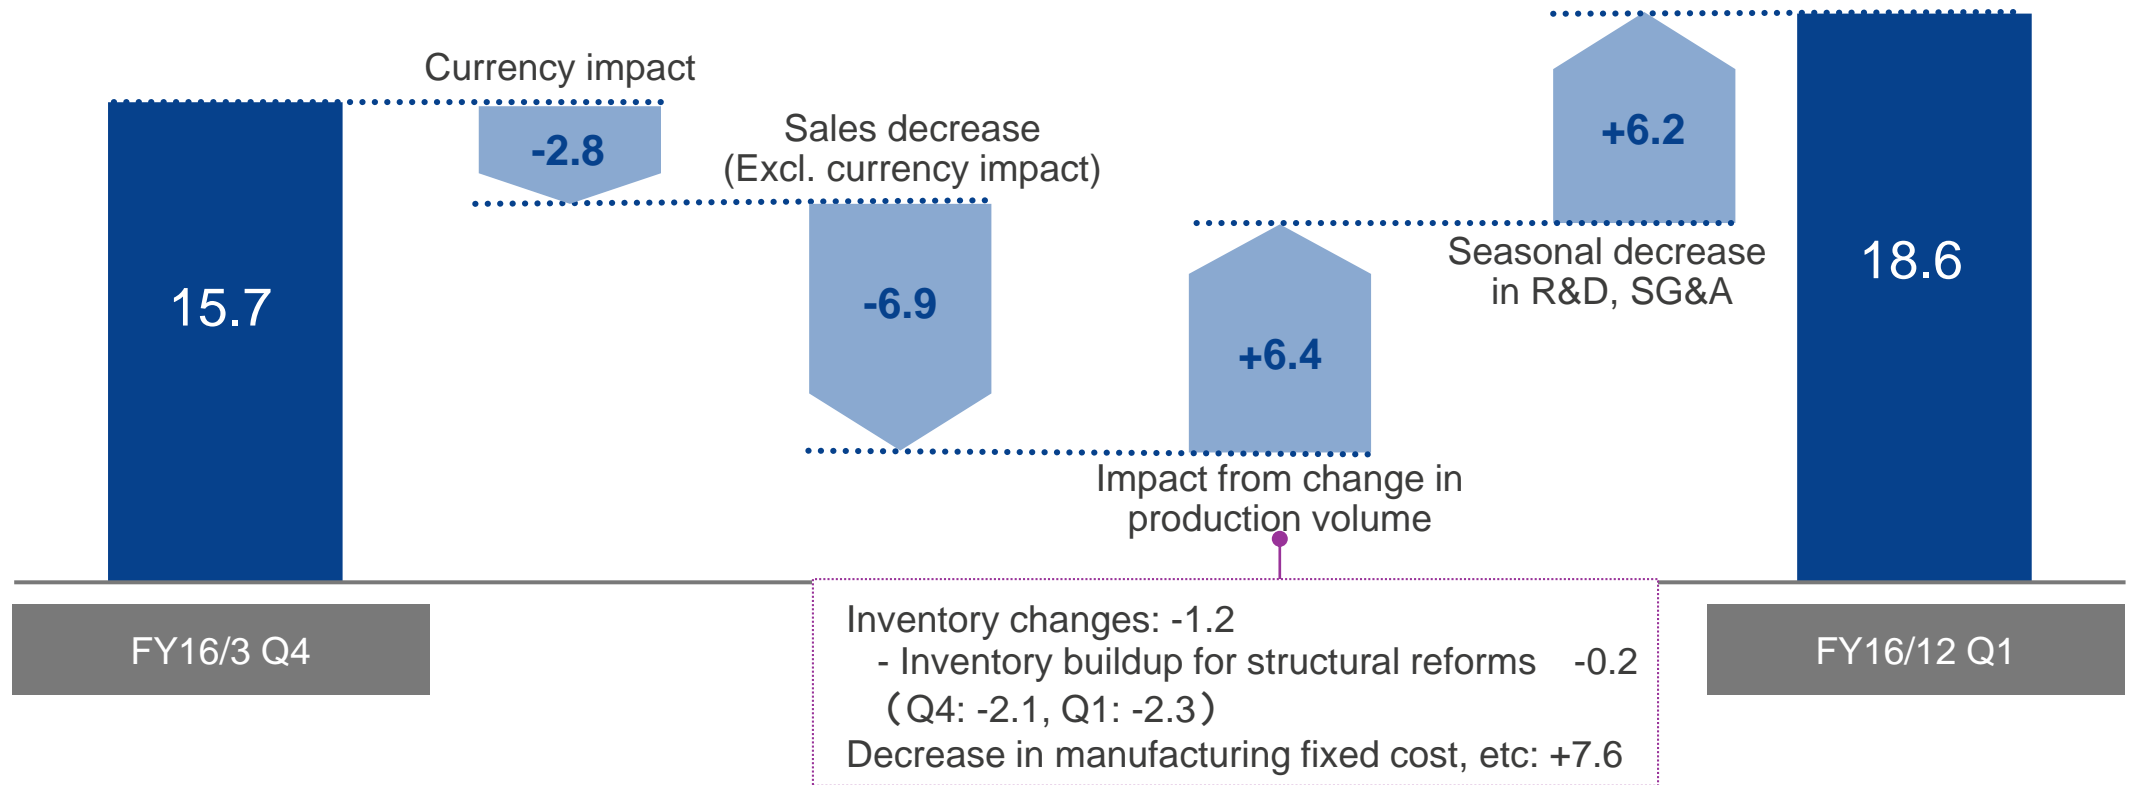 Currency impact
-2.8
Sales decrease
(Excl. currency impact)
-6.9
+6.4
Impact from change in
production volume
+6.2
Seasonal decrease
in R&D, SG&A
15.7
18.6
FY16/3 Q4
FY16/12 Q1
Inventory changes: -1.2
- Inventory buildup for structural reforms -0.2
（Q4: -2.1, Q1: -2.3）
Decrease in manufacturing fixed cost, etc: +7.6